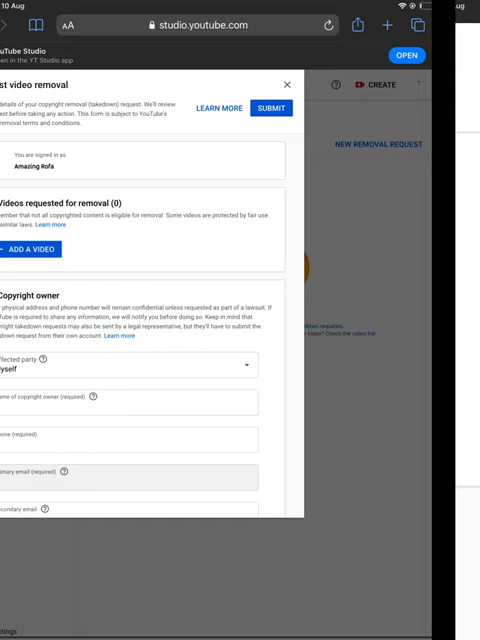 10 Aug
ug
AA
studio.youtube.com
uTube Studio
en in the YT Studio app
OPEN
st video removal
details of your copyright removal (takedown) request. We'll review
est before taking any action. This form is subject to YouTube's
removal terms and conditions.
LEARN MORE
SUBMIT
CREATE
You are signed in as
Amazing Rofa
NEW REMOVAL REQUEST
Videos requested for removal (0)
member that not all copyrighted content is eligible for removal. Some videos are protected by fair use
similar laws. Learn more
ADD A VIDEO
Copyright owner
physical address and phone number will remain confidential unless requested as part of a lawsuit. If
Tube is required to share any information, we will notify you before doing so. Keep in mind that
yright takedown requests may also be sent by a legal representative, but they'll have to submit the
down request from their own account. Learn more
down requests.
video? Check the video list
ffected party
yself
ame of copyright owner (required)
one (required)
imary email (required)
condary email
ttings